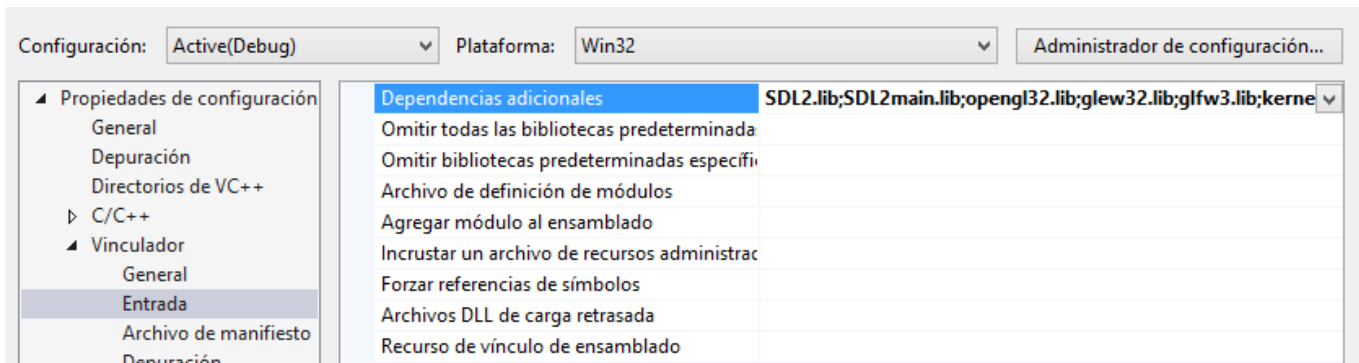 Configuración: Active(Debug) Plataforma: Win32 Administrador de configuración...
Propiedades de configuración
General
Depuración
Directorios de VC++
C/C++
Vinculador
General
Entrada
Archivo de manifiesto
Depuración
Dependencias adicionales SDL2.lib;SDL2main.lib;opengl32.lib;glew32.lib;glfw3.lib;kerne
Omitir todas las bibliotecas predeterminada
Omitir bibliotecas predeterminadas específi
Archivo de definición de módulos
Agregar módulo al ensamblado
Incrustar un archivo de recursos administrac
Forzar referencias de símbolos
Archivos DLL de carga retrasada
Recurso de vínculo de ensamblado